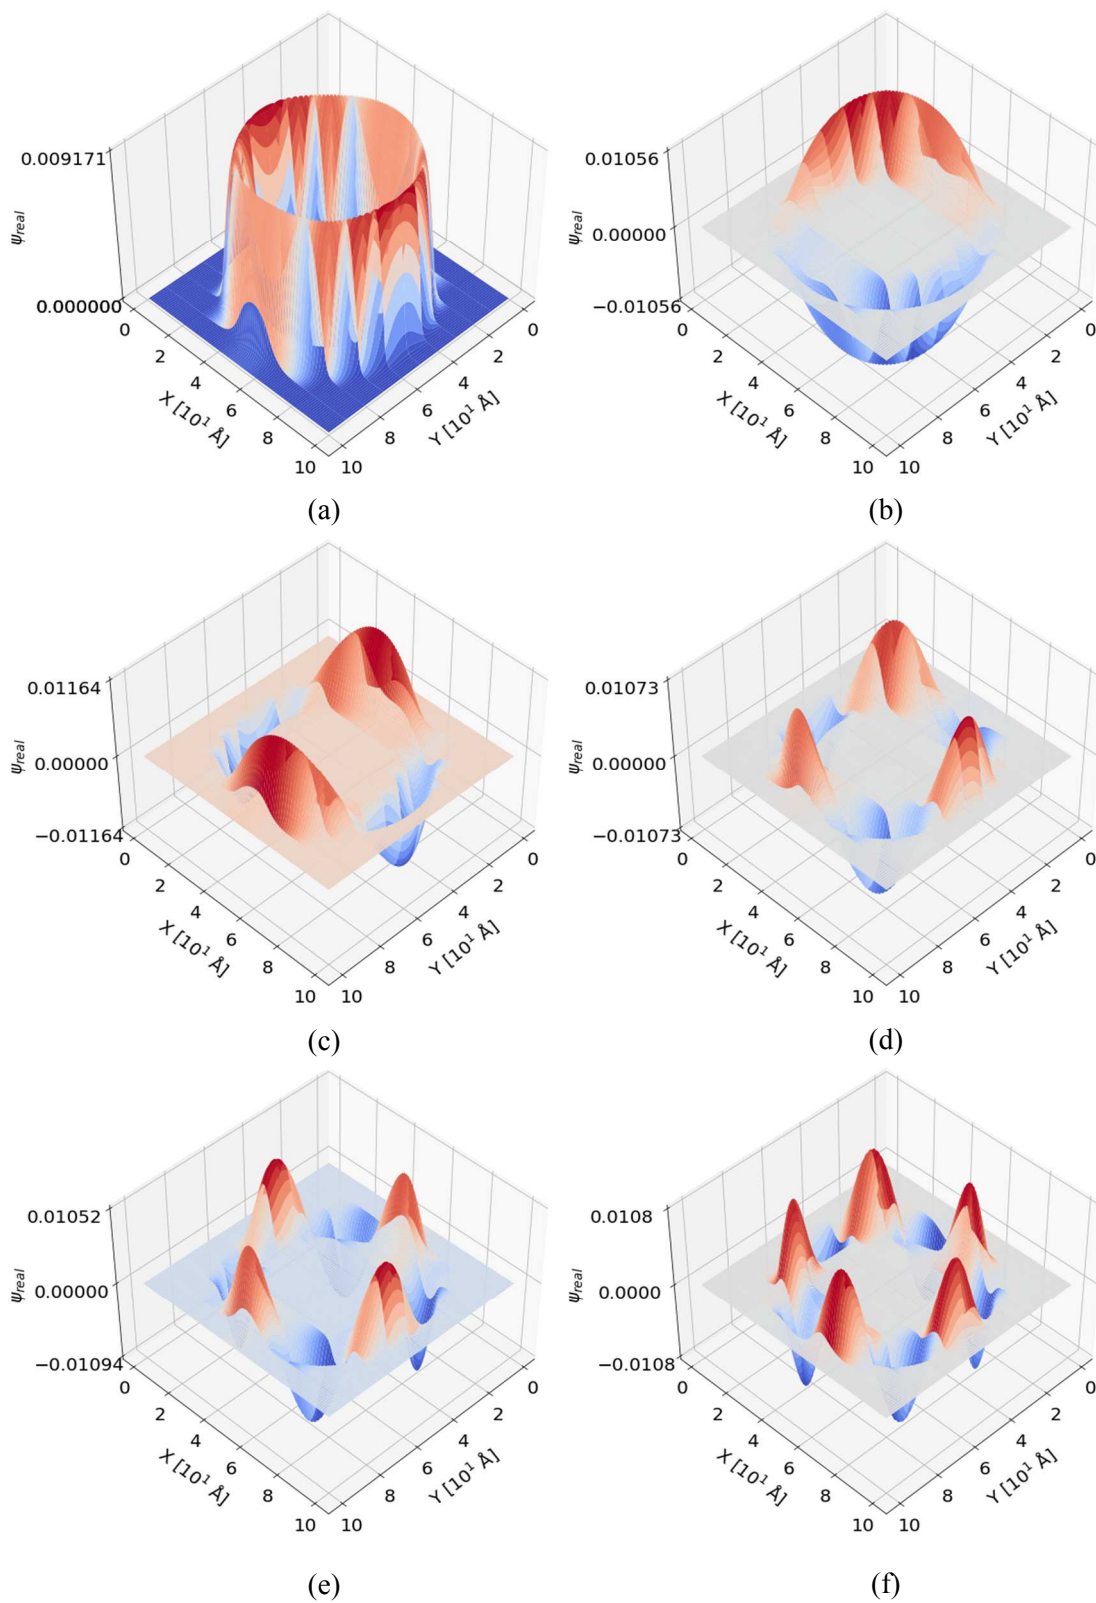 0.009171
ψreal
0.000000
0 2 4 6 8 10
X [10¹ Å]
10 8 6 4 2 0
Y [10¹ Å]
(a)
0.01056
ψreal
0.00000
−0.01056
0 2 4 6 8 10
X [10¹ Å]
10 8 6 4 2 0
Y [10¹ Å]
(b)
0.01164
ψreal
0.00000
−0.01164
0 2 4 6 8 10
X [10¹ Å]
10 8 6 4 2 0
Y [10¹ Å]
(c)
0.01073
ψreal
0.00000
−0.01073
0 2 4 6 8 10
X [10¹ Å]
10 8 6 4 2 0
Y [10¹ Å]
(d)
0.01052
ψreal
0.00000
−0.01094
0 2 4 6 8 10
X [10¹ Å]
10 8 6 4 2 0
Y [10¹ Å]
(e)
0.0108
ψreal
0.0000
−0.0108
0 2 4 6 8 10
X [10¹ Å]
10 8 6 4 2 0
Y [10¹ Å]
(f)